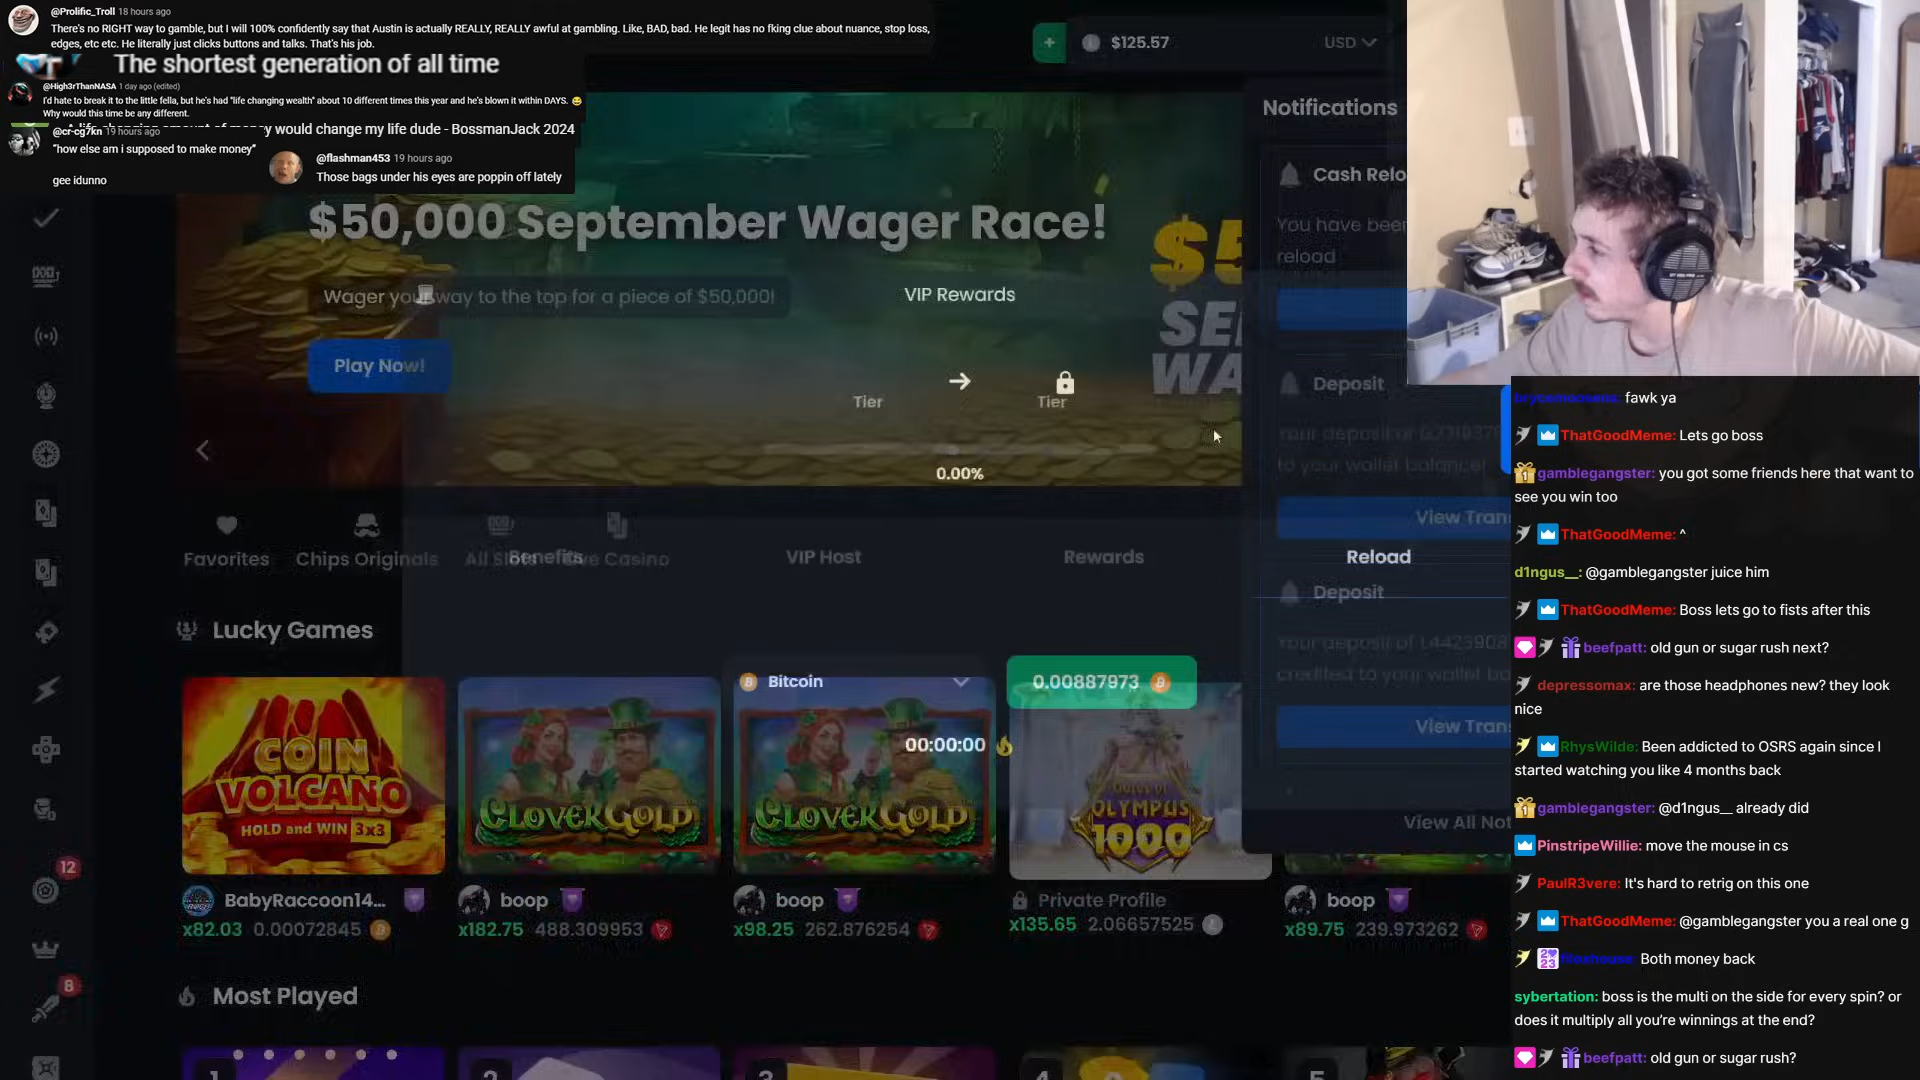 @Prolific_Troll 18 hours ago
There's no RIGHT way to gamble, but I will 100% confidently say that Austin is actually REALLY, REALLY awful at gambling. Like, BAD, bad. He legit has no fking clue about nuance, stop loss,
edges, etc etc. He literally just clicks buttons and talks. That's his job.
The shortest generation of all time
@High3rThanNASA 1 day ago (edited)
I'd hate to break it to the little fella, but he's had "life changing wealth" about 10 different times this year and he's blown it within DAYS. 😂
Why would this time be any different.
@cr-cg7kn 19 hours ago
would change my life dude - BossmanJack 2024
"how else am i supposed to make money"
gee idunno
@flashman453 19 hours ago
Those bags under his eyes are poppin off lately
$125.57
USD
Notifications
Cash Relo
You have been
reload
$50,000 September Wager Race!
Wager your way to the top for a piece of $50,000!
VIP Rewards
Play Now!
Tier
Tier
0.00%
Deposit
Your deposit of
to your wallet balance!
View Tran
Favorites
Chips Originals
All Slots
Live Casino
Benefits
VIP Host
Rewards
Reload
Deposit
Your deposit of
credited to your wallet ba
View Tran
View All Not
Lucky Games
Bitcoin
0.00887973
00:00:00
COIN
VOLCANO
HOLD and WIN 3x3
CLOVER GOLD
CLOVER GOLD
OLYMPUS
1000
BabyRaccoon14...
x82.03 0.00072845
boop
x182.75 488.309953
boop
x98.25 262.876254
Private Profile
x135.65 2.06657525
boop
x89.75 239.973262
12
8
Most Played
1
2
3
4
5
brycemoosens: fawk ya
ThatGoodMeme: Lets go boss
gamblegangster: you got some friends here that want to
see you win too
ThatGoodMeme: ^
d1ngus__: @gamblegangster juice him
ThatGoodMeme: Boss lets go to fists after this
beefpatt: old gun or sugar rush next?
depressomax: are those headphones new? they look
nice
RhysWilde: Been addicted to OSRS again since I
started watching you like 4 months back
gamblegangster: @d1ngus__ already did
PinstripeWillie: move the mouse in cs
PaulR3vere: It's hard to retrig on this one
ThatGoodMeme: @gamblegangster you a real one g
Both money back
sybertation: boss is the multi on the side for every spin? or
does it multiply all you're winnings at the end?
beefpatt: old gun or sugar rush?